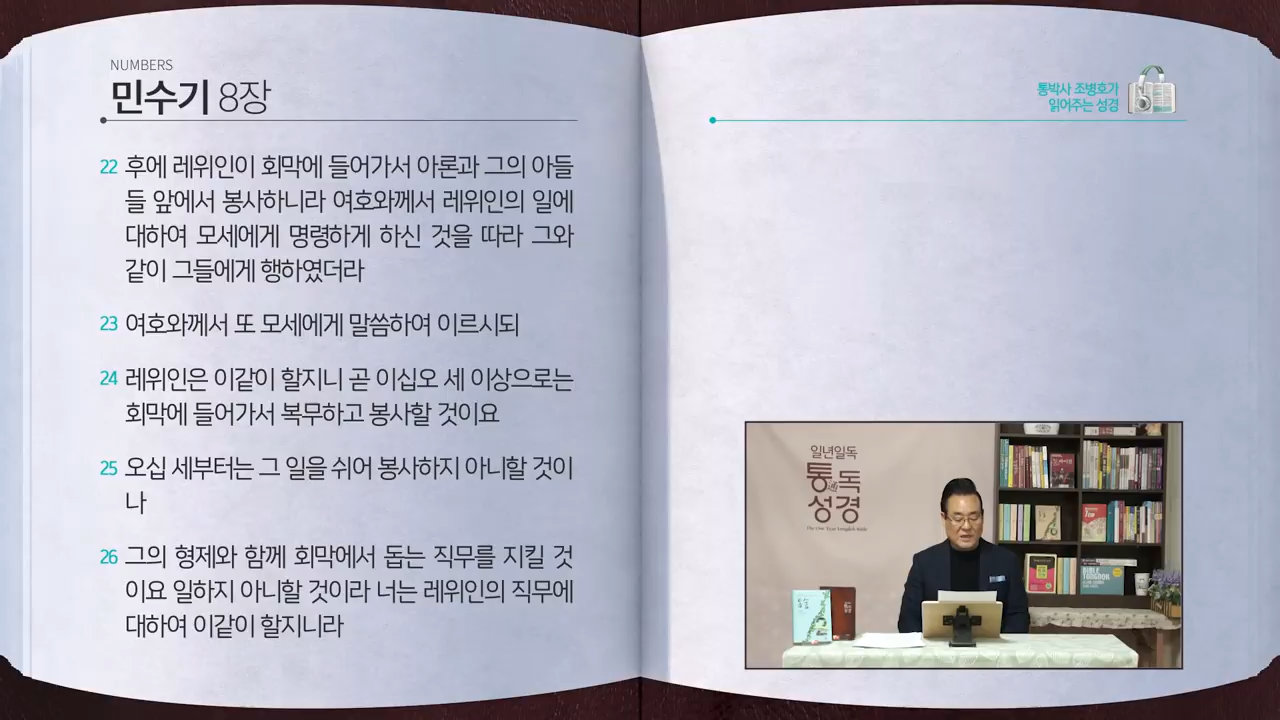 NUMBERS
민수기 8장
통박사 조병호가
읽어주는 성경
22 후에 레위인이 회막에 들어가서 아론과 그의 아들
들 앞에서 봉사하니라 여호와께서 레위인의 일에
대하여 모세에게 명령하게 하신 것을 따라 그와
같이 그들에게 행하였더라
23 여호와께서 또 모세에게 말씀하여 이르시되
24 레위인은 이같이 할지니 곧 이십오 세 이상으로는
회막에 들어가서 복무하고 봉사할 것이요
25 오십 세부터는 그 일을 쉬어 봉사하지 아니할 것이
나
26 그의 형제와 함께 회막에서 돕는 직무를 지킬 것
이요 일하지 아니할 것이라 너는 레위인의 직무에
대하여 이같이 할지니라
일년일독
통通독
성경
BIBLE
TONGDOK